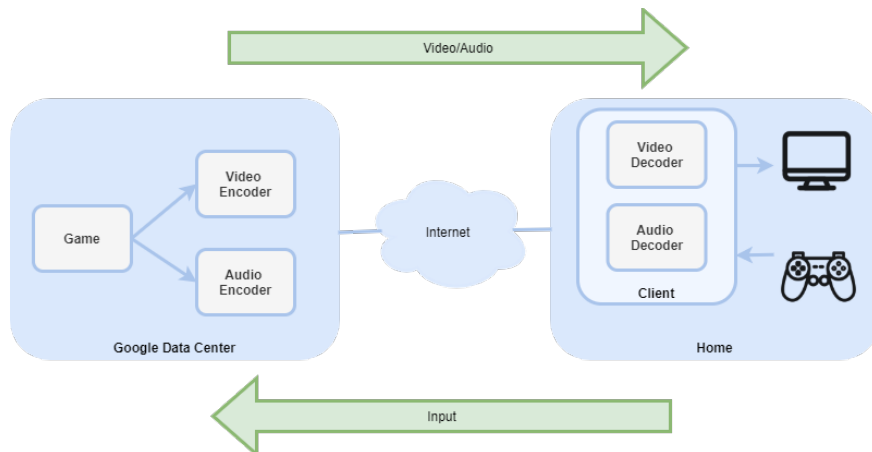 Video/Audio
Video
Encoder
Game
Audio
Encoder
Google Data Center
Internet
Video
Decoder
Audio
Decoder
Client
Home
Input